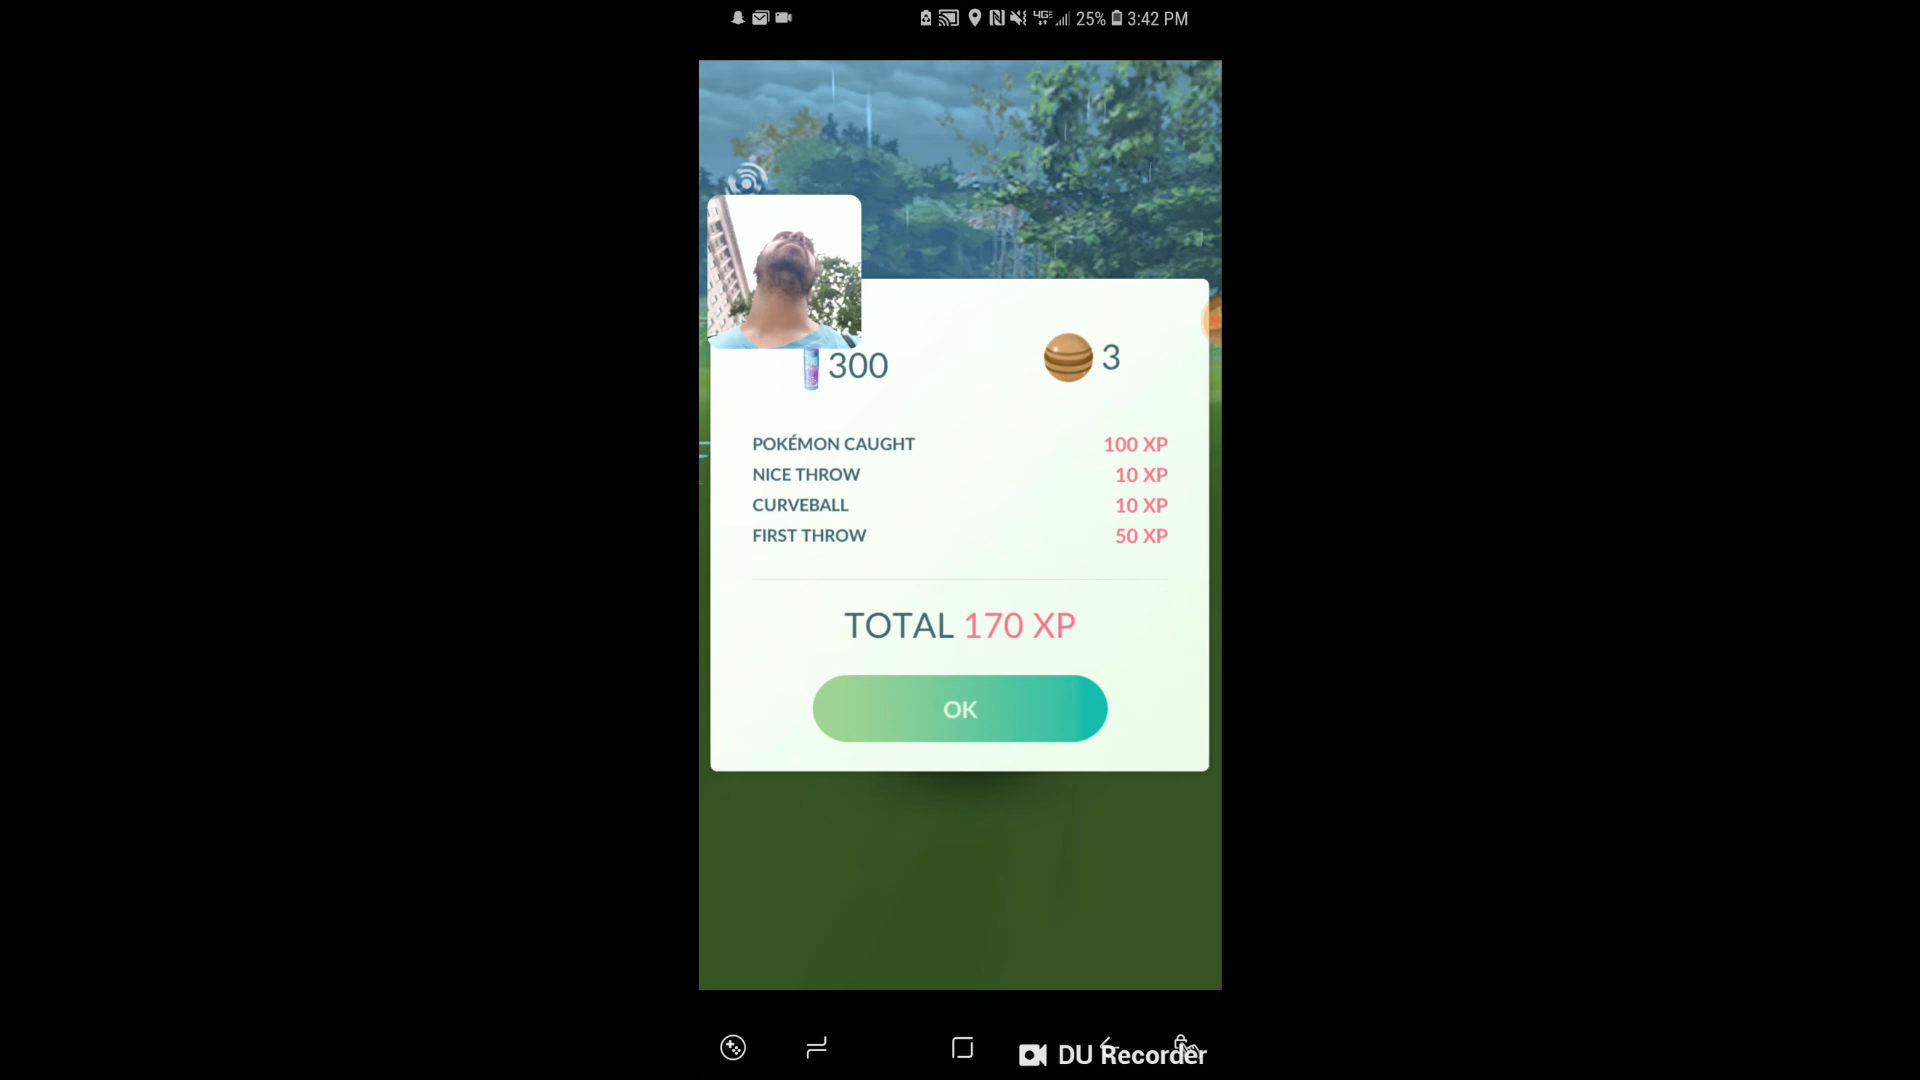 4GE 25% 3:42 PM
300
3
POKÉMON CAUGHT 100 XP
NICE THROW 10 XP
CURVEBALL 10 XP
FIRST THROW 50 XP
TOTAL 170 XP
OK
DU Recorder